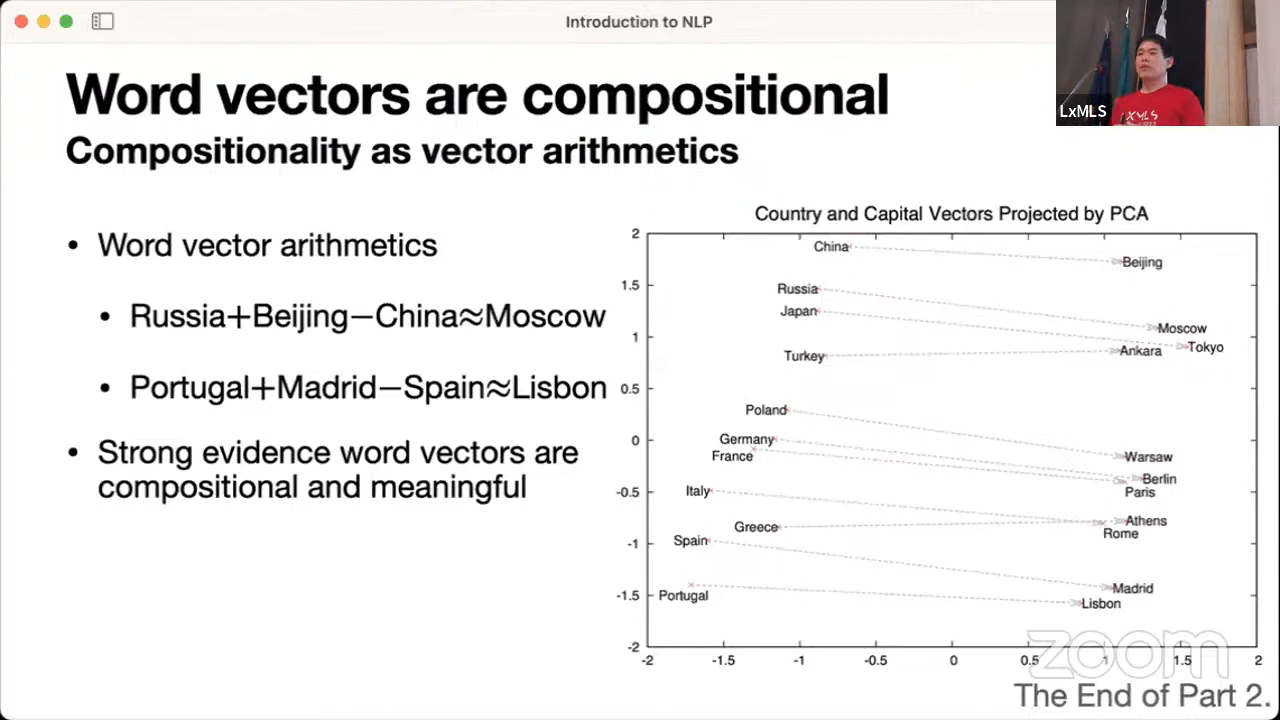 Introduction to NLP
LxMLS
LXMLS
Word vectors are compositional
Compositionality as vector arithmetics
• Word vector arithmetics
• Russia+Beijing−China≈Moscow
• Portugal+Madrid−Spain≈Lisbon
• Strong evidence word vectors are
compositional and meaningful
Country and Capital Vectors Projected by PCA
2
1.5
1
0.5
0
-0.5
-1
-1.5
-2
China
Beijing
Russia
Japan
Moscow
Turkey
Ankara
Tokyo
Poland
Germany
France
Warsaw
Berlin
Paris
Italy
Athens
Greece
Rome
Spain
Madrid
Portugal
Lisbon
-2
-1.5
-1
-0.5
0
0.5
1
1.5
2
zoom
The End of Part 2.